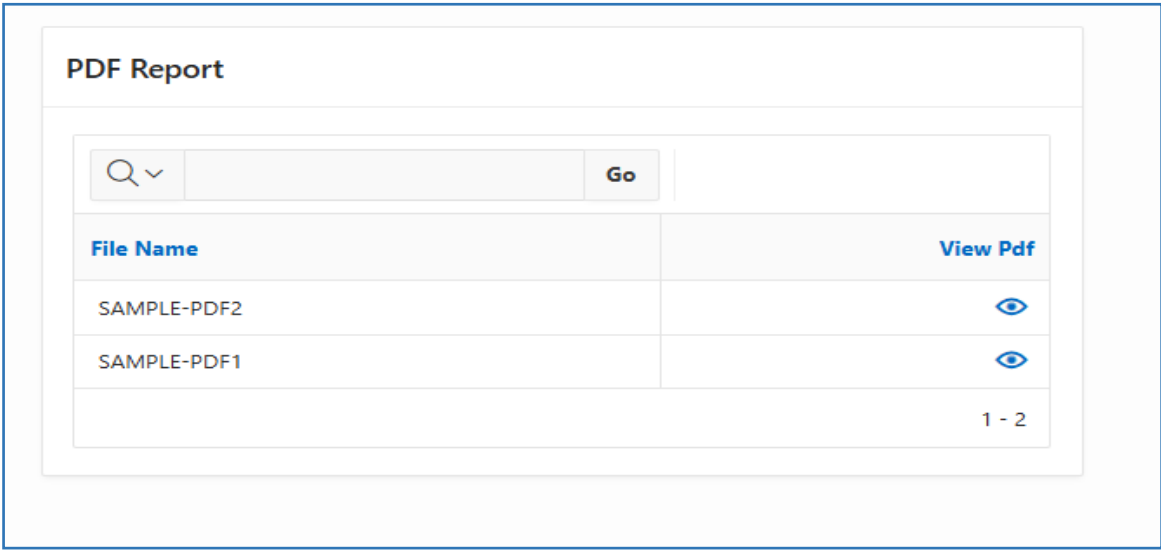 PDF Report
Go
File Name View Pdf
SAMPLE-PDF2
SAMPLE-PDF1
1 - 2